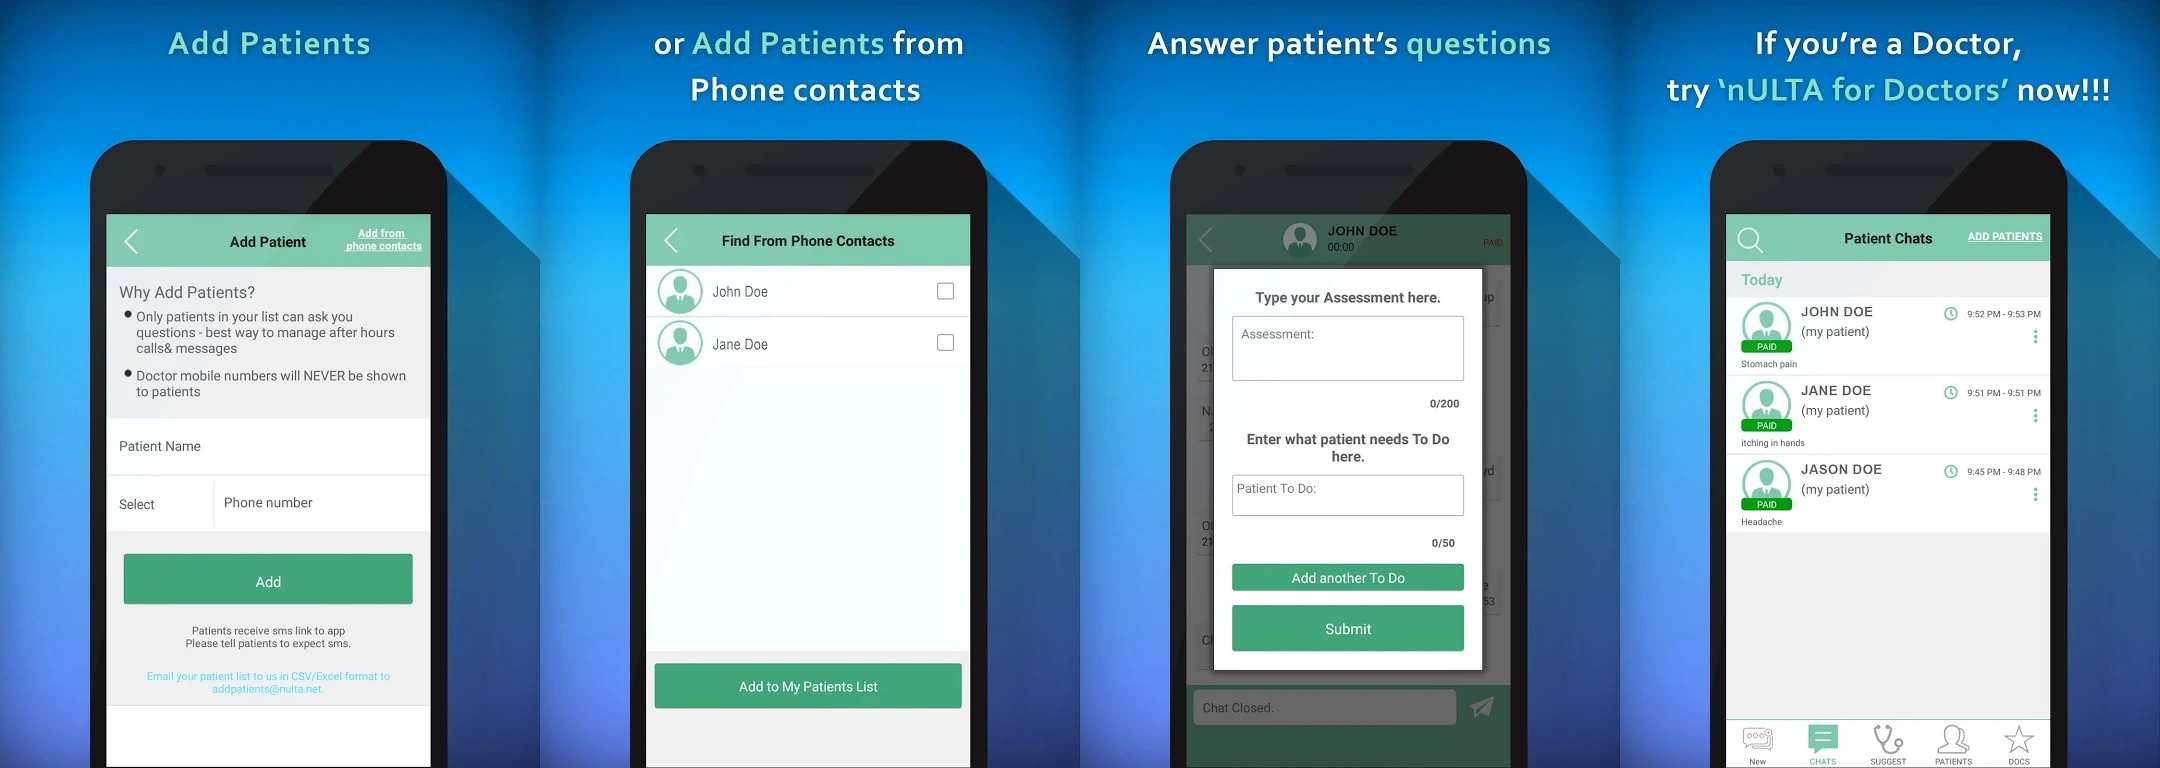 Add Patients
Add Patient
Add from
phone contacts
Why Add Patients?
Only patients in your list can ask you
questions - best way to manage after hours
calls& messages
Doctor mobile numbers will NEVER be shown
to patients
Patient Name
Select
Phone number
Add
Patients receive sms link to app
Please tell patients to expect sms.
Email your patient list to us in CSV/Excel format to
addpatients@nulta.net.
or Add Patients from
Phone contacts
Find From Phone Contacts
John Doe
Jane Doe
Add to My Patients List
Answer patient's questions
JOHN DOE
00:00
PAID
Type your Assessment here.
Assessment:
0/200
Enter what patient needs To Do
here.
Patient To Do:
0/50
Add another To Do
Submit
Chat Closed.
If you're a Doctor,
try ‘nULTA for Doctors’ now!!!
Patient Chats
ADD PATIENTS
Today
JOHN DOE
9:52 PM - 9:53 PM
(my patient)
PAID
Stomach pain
JANE DOE
9:51 PM - 9:51 PM
(my patient)
PAID
itching in hands
JASON DOE
9:45 PM - 9:48 PM
(my patient)
PAID
Headache
New
CHATS
SUGGEST
PATIENTS
DOCS